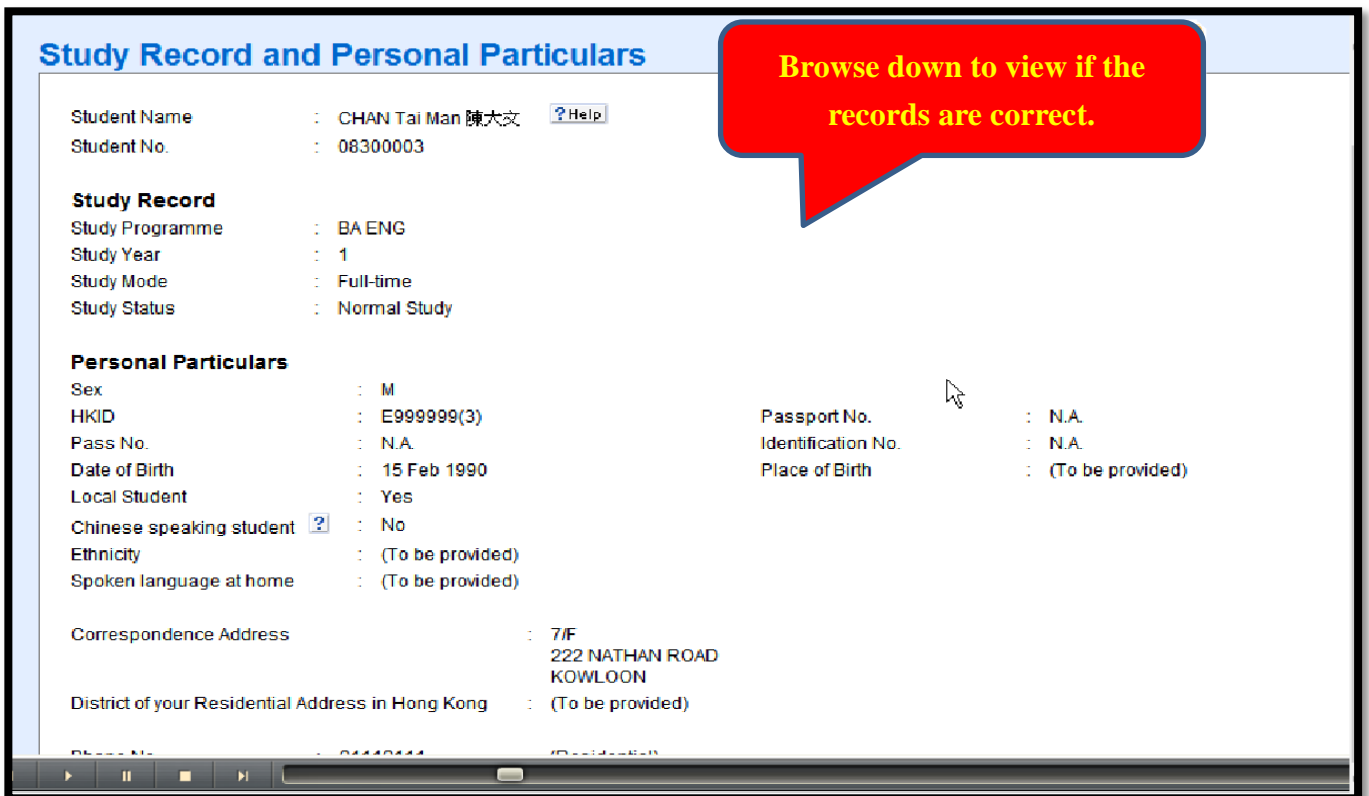 Study Record and Personal Particulars
Browse down to view if the
records are correct.
Student Name : CHAN Tai Man 陳大文 ? Help
Student No. : 08300003
Study Record
Study Programme : BA ENG
Study Year : 1
Study Mode : Full-time
Study Status : Normal Study
Personal Particulars
Sex : M
HKID : E999999(3) Passport No. : N.A.
Pass No. : N.A. Identification No. : N.A.
Date of Birth : 15 Feb 1990 Place of Birth : (To be provided)
Local Student : Yes
Chinese speaking student ? : No
Ethnicity : (To be provided)
Spoken language at home : (To be provided)
Correspondence Address : 7/F
222 NATHAN ROAD
KOWLOON
District of your Residential Address in Hong Kong : (To be provided)